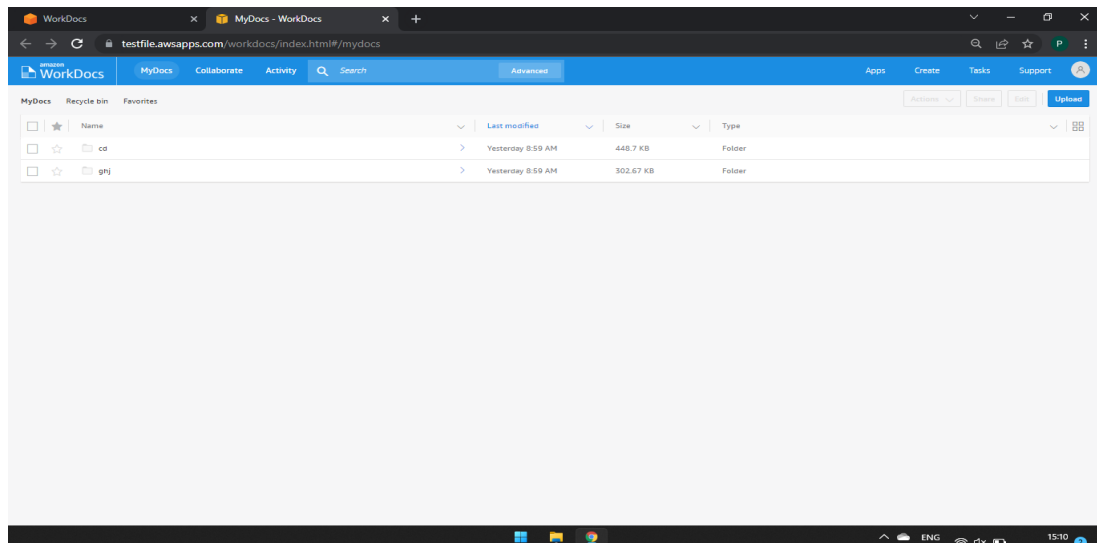 WorkDocs MyDocs - WorkDocs
testfile.awsapps.com/workdocs/index.html#/mydocs P
amazon
WorkDocs MyDocs Collaborate Activity Search Advanced Apps Create Tasks Support
MyDocs Recycle bin Favorites Actions Share Edit Upload
Name Last modified Size Type
cd Yesterday 8:59 AM 448.7 KB Folder
ghj Yesterday 8:59 AM 302.67 KB Folder
ENG 15:10